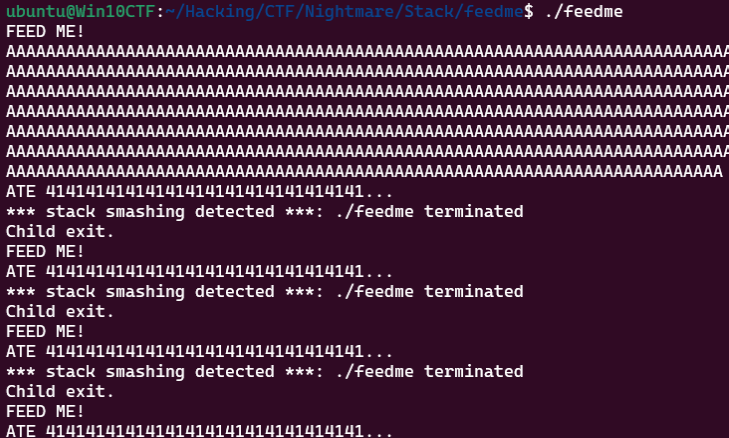 ubuntu@Win10CTF:~/Hacking/CTF/Nightmare/Stack/feedme$ ./feedme
FEED ME!
AAAAAAAAAAAAAAAAAAAAAAAAAAAAAAAAAAAAAAAAAAAAAAAAAAAAAAAAAAAAAAAAAAAAAAAAA
AAAAAAAAAAAAAAAAAAAAAAAAAAAAAAAAAAAAAAAAAAAAAAAAAAAAAAAAAAAAAAAAAAAAAAAAA
AAAAAAAAAAAAAAAAAAAAAAAAAAAAAAAAAAAAAAAAAAAAAAAAAAAAAAAAAAAAAAAAAAAAAAAAA
AAAAAAAAAAAAAAAAAAAAAAAAAAAAAAAAAAAAAAAAAAAAAAAAAAAAAAAAAAAAAAAAAAAAAAAAA
AAAAAAAAAAAAAAAAAAAAAAAAAAAAAAAAAAAAAAAAAAAAAAAAAAAAAAAAAAAAAAAAAAAAAAAAA
AAAAAAAAAAAAAAAAAAAAAAAAAAAAAAAAAAAAAAAAAAAAAAAAAAAAAAAAAAAAAAAAAAAAAAAAA
AAAAAAAAAAAAAAAAAAAAAAAAAAAAAAAAAAAAAAAAAAAAAAAAAAAAAAAAAAAAAAAAAAAAAAAA
ATE 41414141414141414141414141414141...
*** stack smashing detected ***: ./feedme terminated
Child exit.
FEED ME!
ATE 41414141414141414141414141414141...
*** stack smashing detected ***: ./feedme terminated
Child exit.
FEED ME!
ATE 41414141414141414141414141414141...
*** stack smashing detected ***: ./feedme terminated
Child exit.
FEED ME!
ATE 41414141414141414141414141414141...